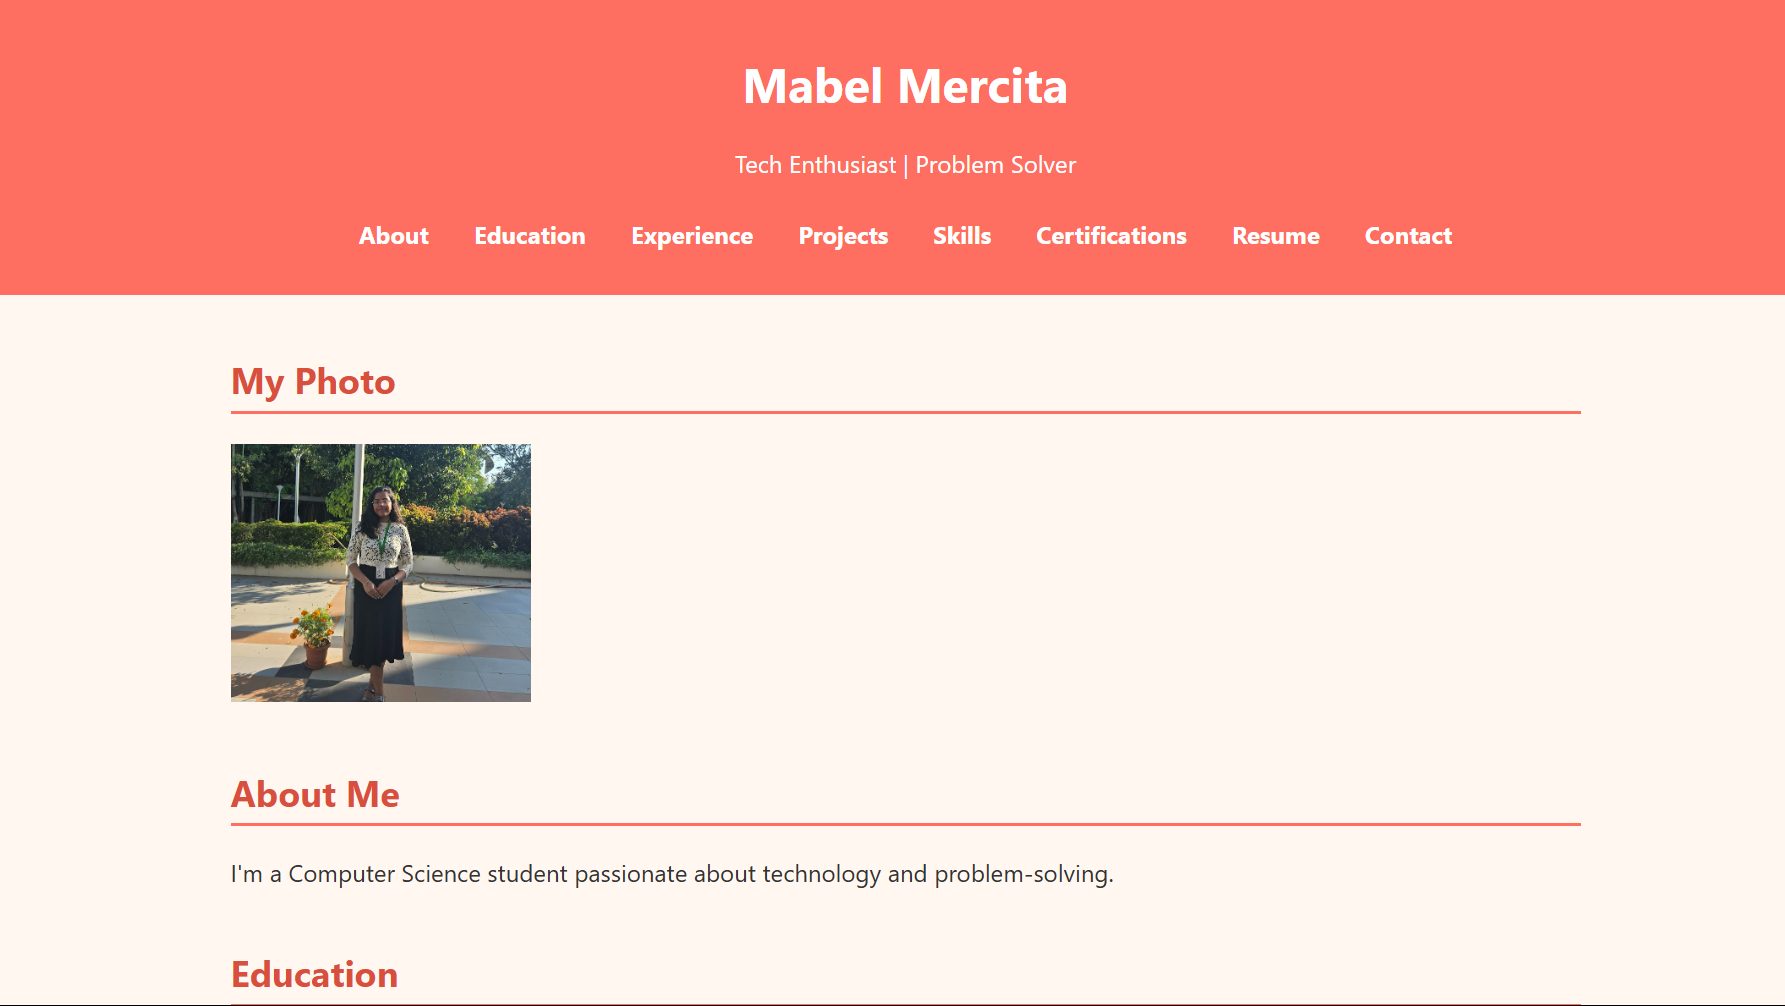 Mabel Mercita
Tech Enthusiast | Problem Solver
About Education Experience Projects Skills Certifications Resume Contact
My Photo
About Me
I'm a Computer Science student passionate about technology and problem-solving.
Education